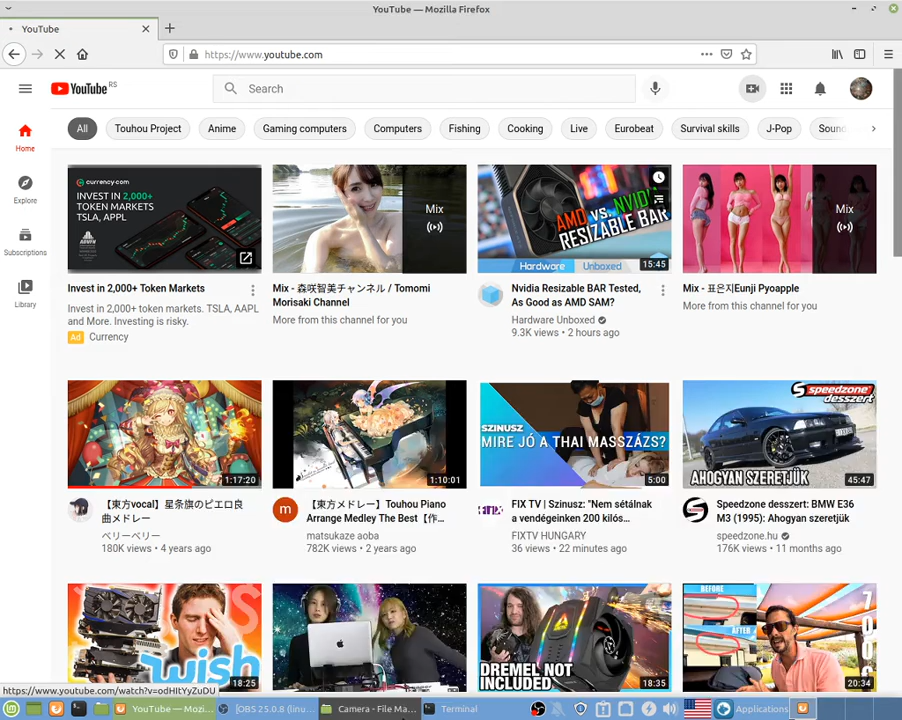 YouTube — Mozilla Firefox
YouTube
https://www.youtube.com
YouTube RS
Search
All
Touhou Project
Anime
Gaming computers
Computers
Fishing
Cooking
Live
Eurobeat
Survival skills
J-Pop
Soun
Home
Explore
Subscriptions
Library
currency.com
INVEST IN 2,000+
TOKEN MARKETS
TSLA, APPL
Mix
AMD vs. NVIDIA
RESIZABLE BAR
Hardware Unboxed
15:45
Mix
Invest in 2,000+ Token Markets
Invest in 2,000+ token markets. TSLA, AAPL
and More. Investing is risky.
Ad Currency
Mix - 森咲智美チャンネル / Tomomi
Morisaki Channel
More from this channel for you
Nvidia Resizable BAR Tested,
As Good as AMD SAM?
Hardware Unboxed
9.3K views • 2 hours ago
Mix - 표은지Eunji Pyoapple
More from this channel for you
1:17:20
1:10:01
SZINUSZ
MIRE JÓ A THAI MASSZÁZS?
5:00
speedzone
desszert
AHOGYAN SZERETJÜK
45:47
【東方vocal】星条旗のピエロ良
曲メドレー
ベリーベリー
180K views • 4 years ago
m
【東方メドレー】Touhou Piano
Arrange Medley The Best【作...
matsukaze aoba
782K views • 2 years ago
FIX TV | Szinusz: "Nem sétálnak
a vendégeinken 200 kilós...
FIXTV HUNGARY
36 views • 22 minutes ago
Speedzone desszert: BMW E36
M3 (1995): Ahogyan szeretjük
speedzone.hu
176K views • 11 months ago
wish
18:25
DREMEL NOT
INCLUDED
18:35
BEFORE
AFTER
20:34
https://www.youtube.com/watch?v=odHItYyZuDU
YouTube — Mozi...
[OBS 25.0.8 (linu...
Camera - File Ma...
Terminal
Applications